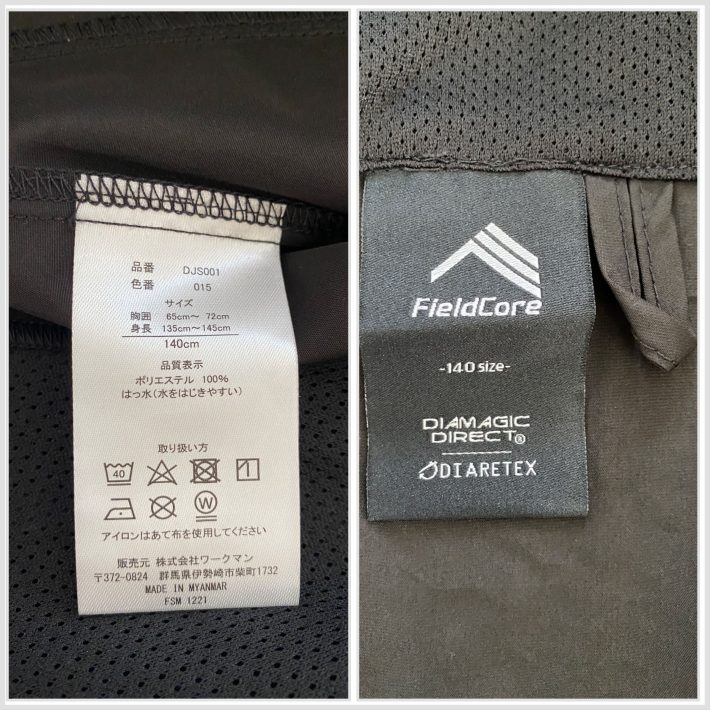 品番 DJS001
色番 015
サイズ
胸囲 65cm～ 72cm
身長 135cm～145cm
140cm
品質表示
ポリエステル 100%
はっ水(水をはじきやすい)
取り扱い方
40
W
アイロンはあて布を使用してください
販売元 株式会社ワークマン
〒372-0824 群馬県伊勢崎市柴町1732
MADE IN MYANMAR
FSM 1221
FieldCore
-140 size-
DIAMAGIC
DIRECT®
DIARETEX